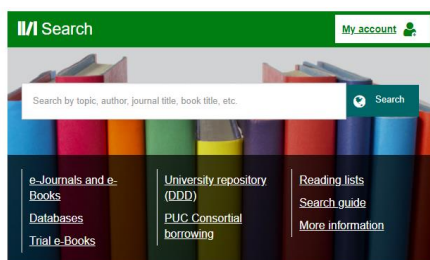 Search
My account
Search by topic, author, journal title, book title, etc.
Search
e-Journals and e-
Books
Databases
Trial e-Books
University repository
(DDD)
PUC Consortial
borrowing
Reading lists
Search guide
More information